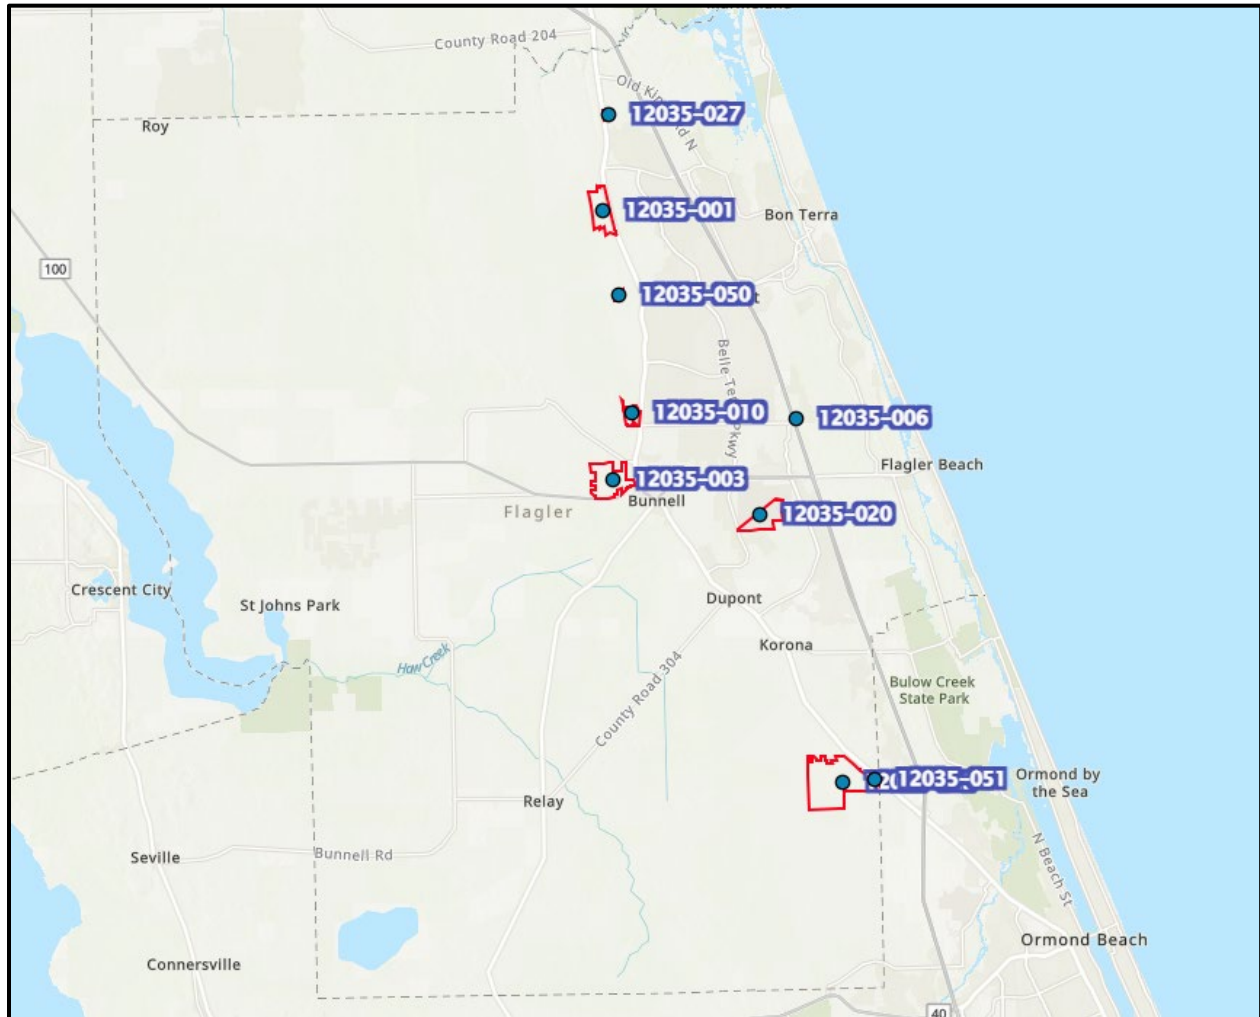 County Road 204
Old Kin
d N
12035-027
Roy
12035-001
Bon Terra
100
12035-050
t
Belle Te
Pkwy
12035-010
12035-006
Flagler Beach
12035-003
Bunnell
Flagler
12035-020
Crescent City
St Johns Park
Dupont
Korona
Haw Creek
County Road 304
Bulow Creek
State Park
12035-051
Ormond by
the Sea
Relay
N Beach St
Seville
Bunnell Rd
Ormond Beach
Connersville
40